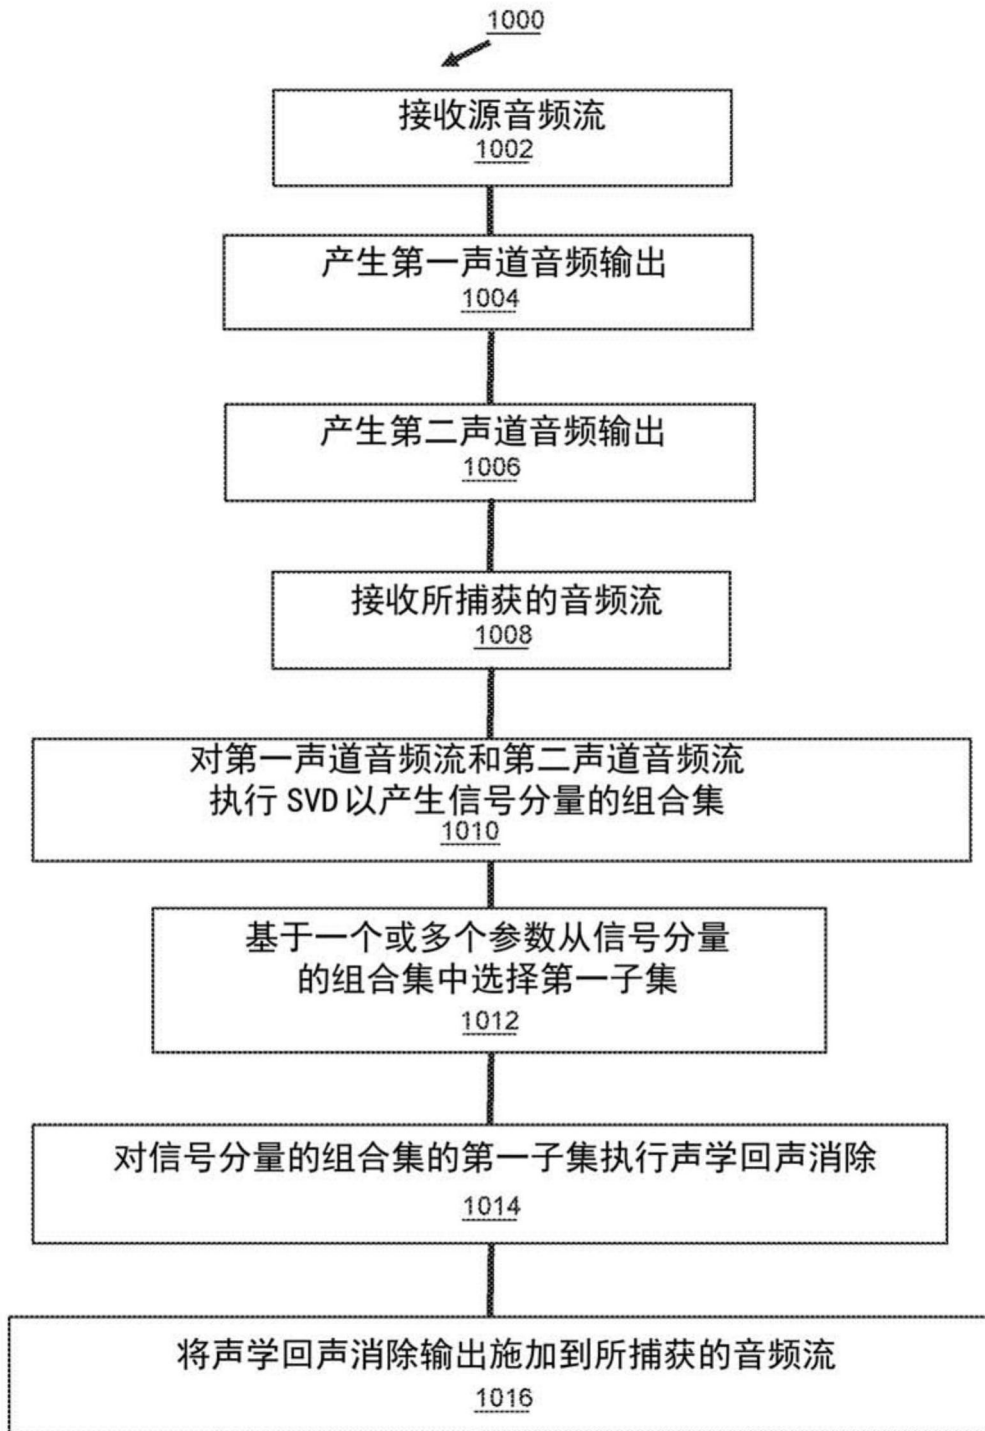 1000
接收源音频流
1002
产生第一声道音频输出
1004
产生第二声道音频输出
1006
接收所捕获的音频流
1008
对第一声道音频流和第二声道音频流
执行 SVD 以产生信号分量的组合集
1010
基于一个或多个参数从信号分量
的组合集中选择第一子集
1012
对信号分量的组合集的第一子集执行声学回声消除
1014
将声学回声消除输出施加到所捕获的音频流
1016